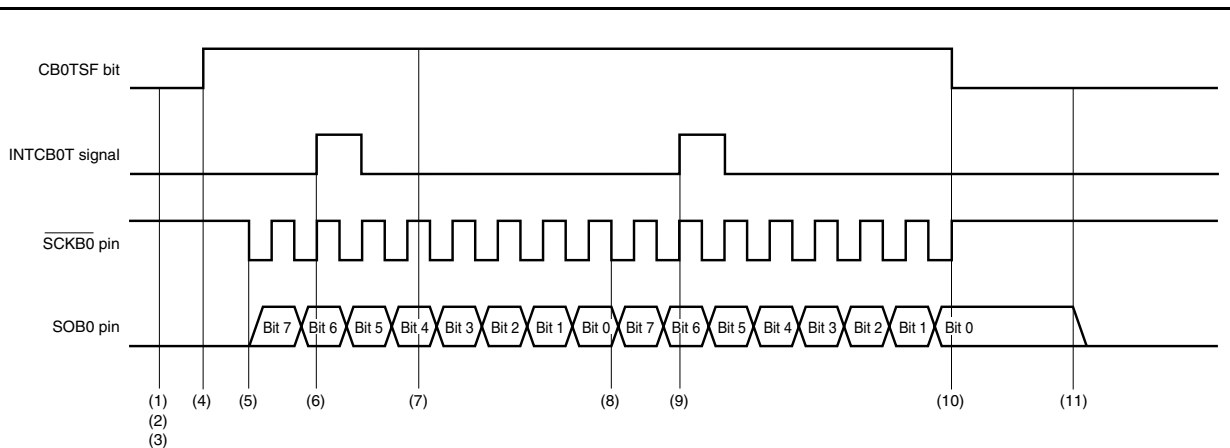 CB0TSF bit
INTCB0T signal
SCKB0 pin
SOB0 pin
Bit 7 Bit 6 Bit 5 Bit 4 Bit 3 Bit 2 Bit 1 Bit 0 Bit 7 Bit 6 Bit 5 Bit 4 Bit 3 Bit 2 Bit 1 Bit 0
(1) (4) (5) (6) (7) (8) (9) (10) (11)
(2)
(3)